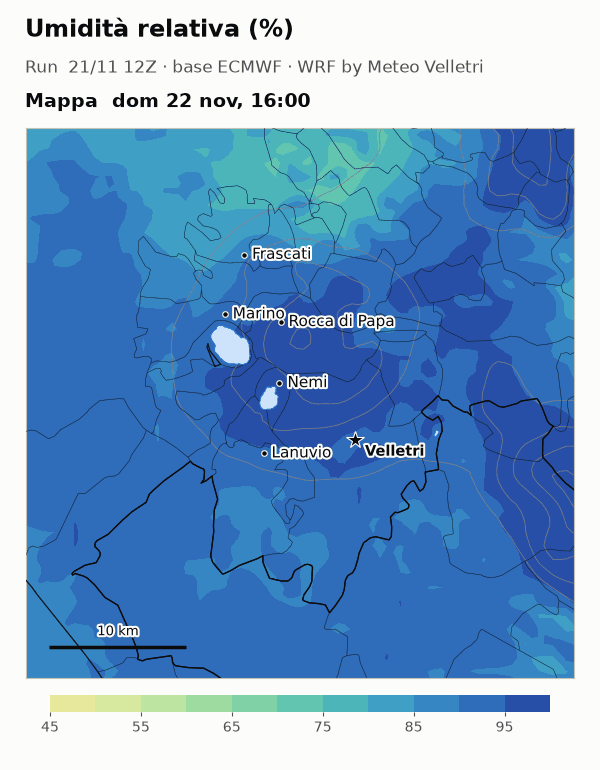 Umidità relativa (%)
Run  21/11 12Z · base ECMWF · WRF by Meteo Velletri
Mappa  dom 22 nov, 16:00
Frascati
Marino
Rocca di Papa
Nemi
Velletri
Lanuvio
10 km
45 55 65 75 85 95